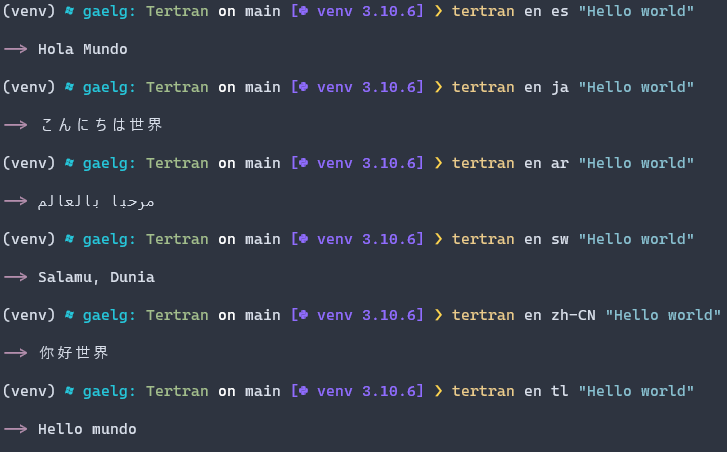 (venv) gaelg: Tertran on main [venv 3.10.6] ❯ tertran en es "Hello world"
—> Hola Mundo
(venv) gaelg: Tertran on main [venv 3.10.6] ❯ tertran en ja "Hello world"
—> こんにちは世界
(venv) gaelg: Tertran on main [venv 3.10.6] ❯ tertran en ar "Hello world"
—> مرحبا بالعالم
(venv) gaelg: Tertran on main [venv 3.10.6] ❯ tertran en sw "Hello world"
—> Salamu, Dunia
(venv) gaelg: Tertran on main [venv 3.10.6] ❯ tertran en zh-CN "Hello world"
—> 你好世界
(venv) gaelg: Tertran on main [venv 3.10.6] ❯ tertran en tl "Hello world"
—> Hello mundo